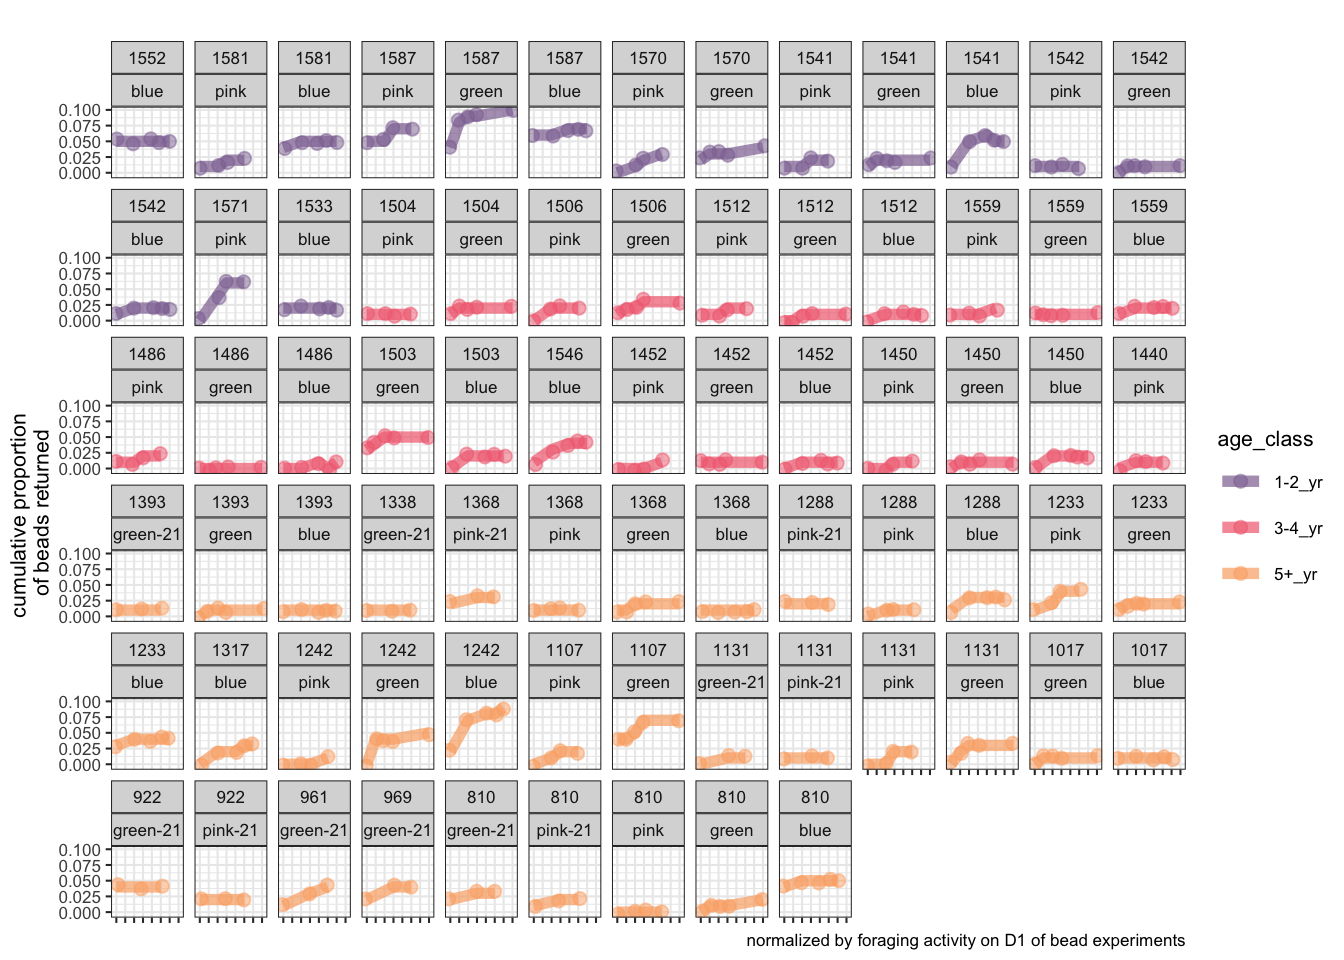 1552 1581 1581 1587 1587 1587 1570 1570 1541 1541 1541 1542 1542
blue pink blue pink green blue pink green pink green blue pink green
0.100
0.075
0.050
0.025
0.000
1542 1571 1533 1504 1504 1506 1506 1512 1512 1512 1559 1559 1559
blue pink blue pink green pink green pink green blue pink green blue
0.100
0.075
0.050
0.025
0.000
1486 1486 1486 1503 1503 1546 1452 1452 1452 1450 1450 1450 1440
pink green blue green blue blue pink green blue pink green blue pink
0.100
0.075
0.050
0.025
0.000
1393 1393 1393 1338 1368 1368 1368 1368 1288 1288 1288 1233 1233
green-21 green blue green-21 pink-21 pink green blue pink-21 pink blue pink green
0.100
0.075
0.050
0.025
0.000
1233 1317 1242 1242 1242 1107 1107 1131 1131 1131 1131 1017 1017
blue blue pink green blue pink green green-21 pink-21 pink green green blue
0.100
0.075
0.050
0.025
0.000
922 922 961 969 810 810 810 810 810
green-21 pink-21 green-21 green-21 green-21 pink-21 pink green blue
0.100
0.075
0.050
0.025
0.000
cumulative proportion
of beads returned
normalized by foraging activity on D1 of bead experiments
age_class
1-2_yr
3-4_yr
5+_yr